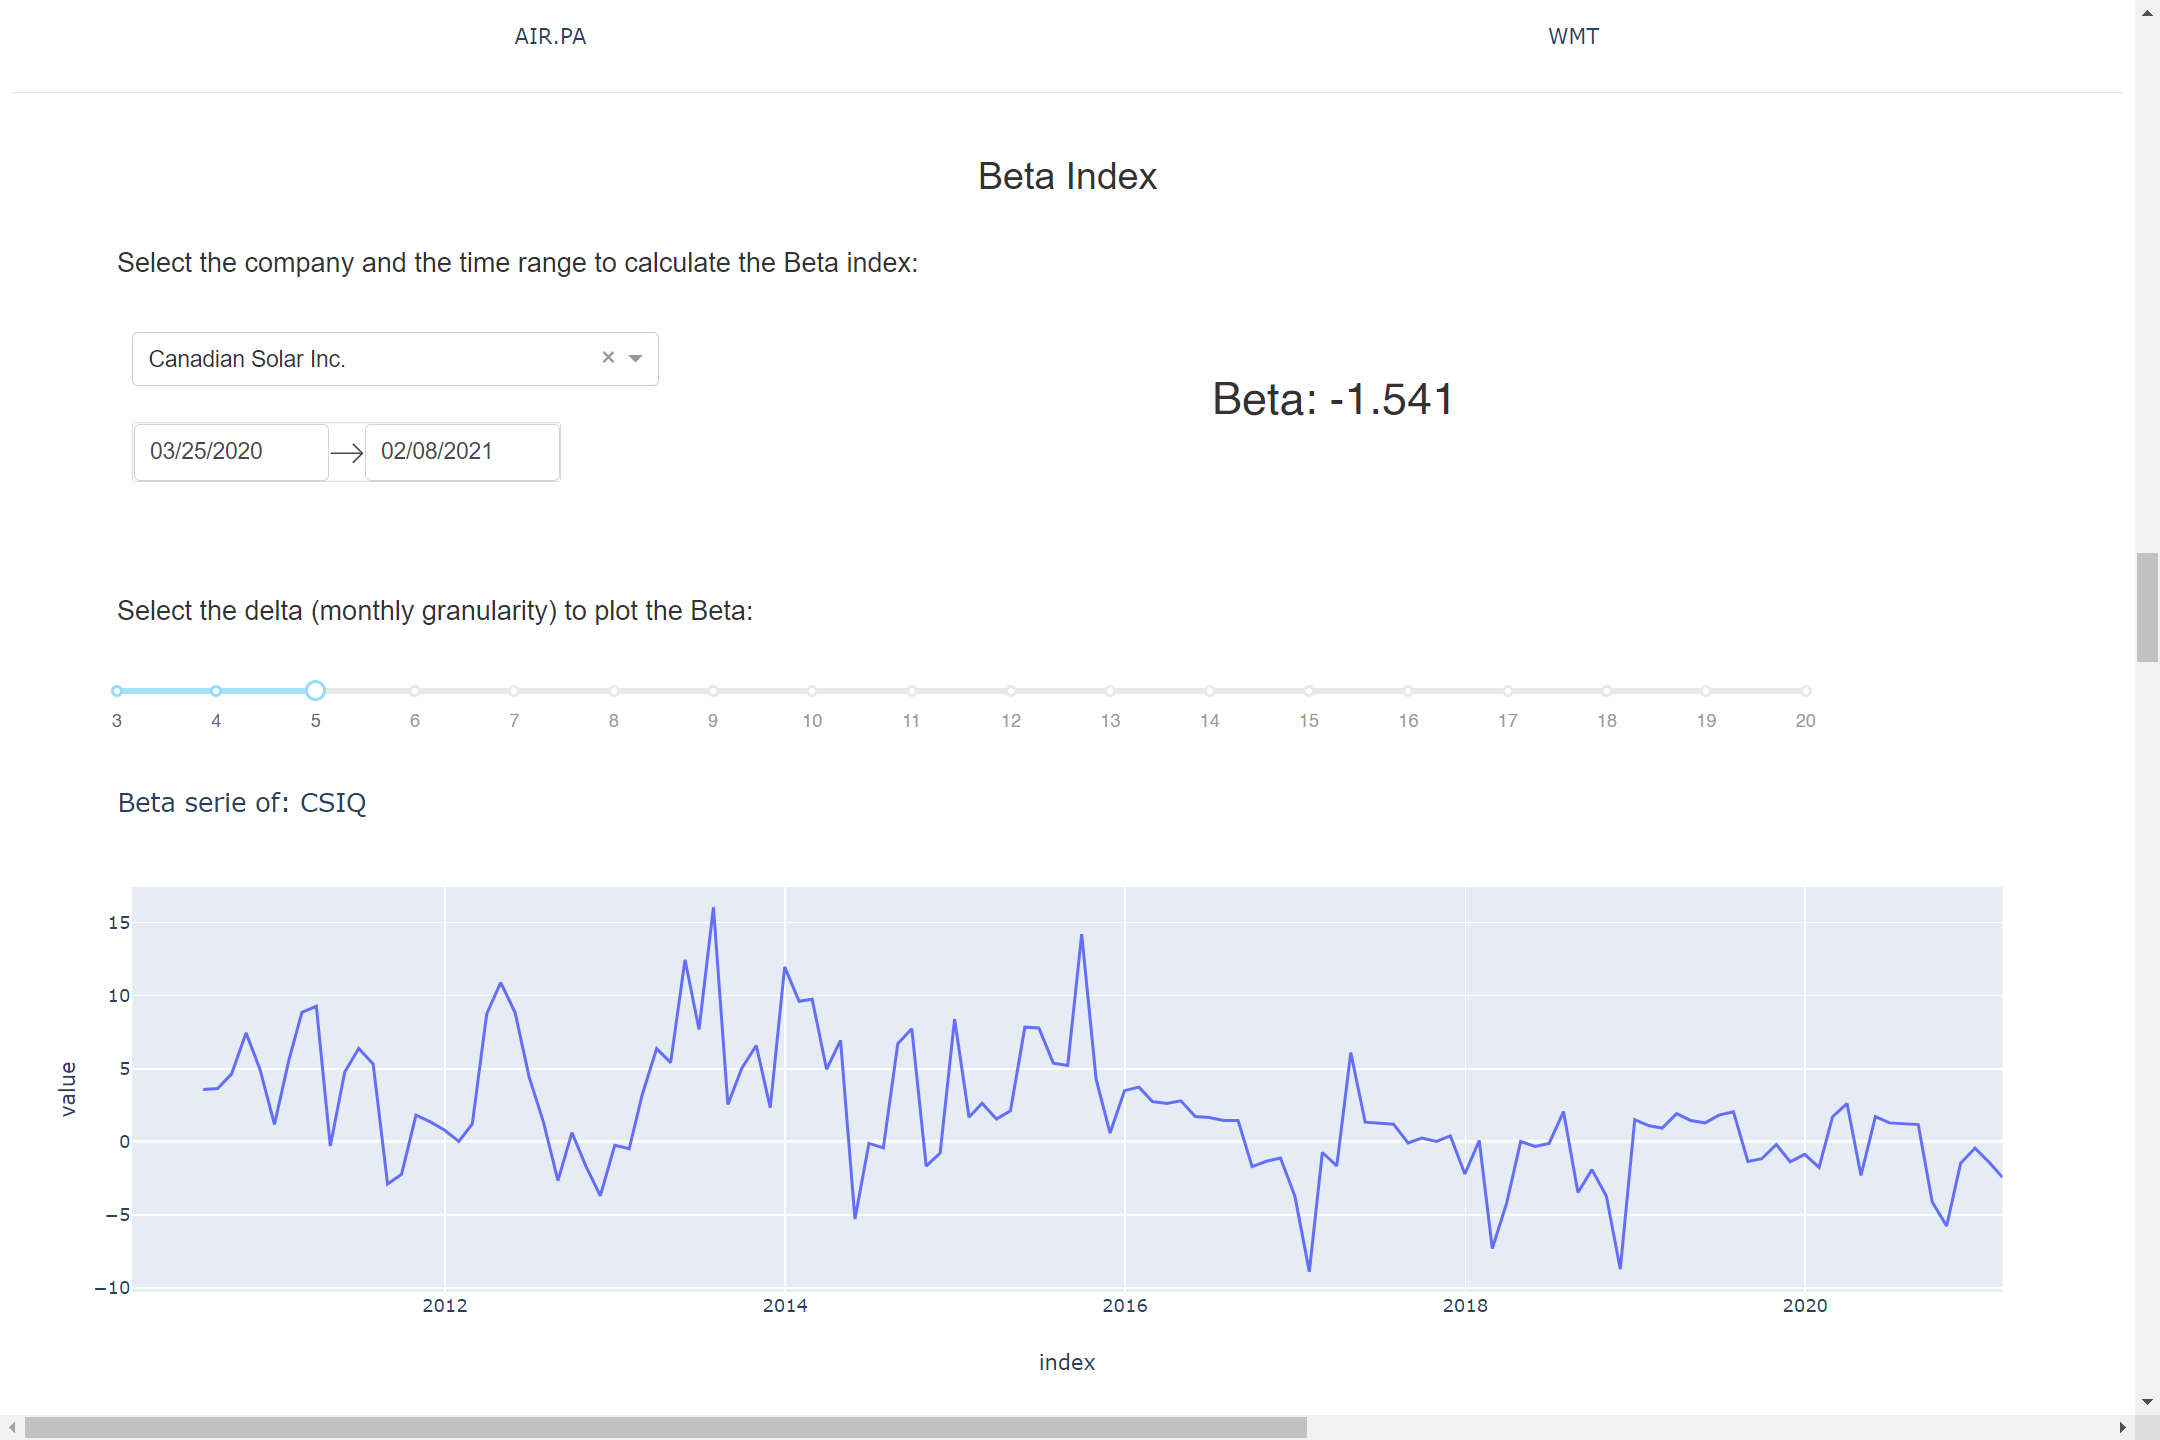 AIR.PA WMT
Beta Index
Select the company and the time range to calculate the Beta index:
Canadian Solar Inc. ×
Beta: -1.541
03/25/2020 → 02/08/2021
Select the delta (monthly granularity) to plot the Beta:
3 4 5 6 7 8 9 10 11 12 13 14 15 16 17 18 19 20
Beta serie of: CSIQ
15
10
5
0
−5
−10
value
2012 2014 2016 2018 2020
index